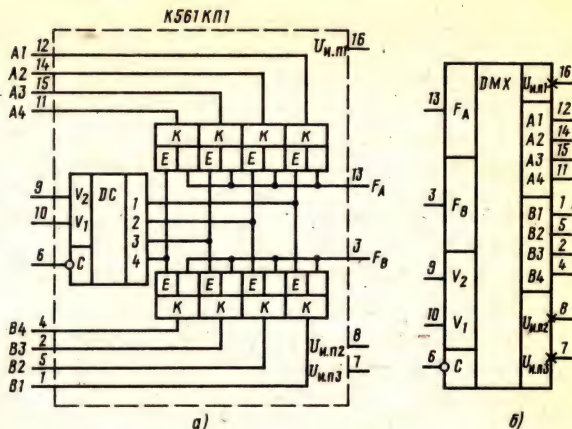 К561КП1
A1 12
A2 14
A3 15
A4 11
Uи.п1 16
K K K K
E E E E
13 FA
9 V2 DC 1
10 V1 2
3
6 C 4
3 FB
E E E E
K K K K
B4 4
B3 2
B2 5
B1 1
Uи.п2 8
Uи.п3 7
а)
DMX
13 FA
3 FB
9 V2
10 V1
6 C
Uи.п1 16
A1 12
A2 14
A3 15
A4 11
B1 1
B2 5
B3 2
B4 4
Uи.п2 8
Uи.п3 7
б)